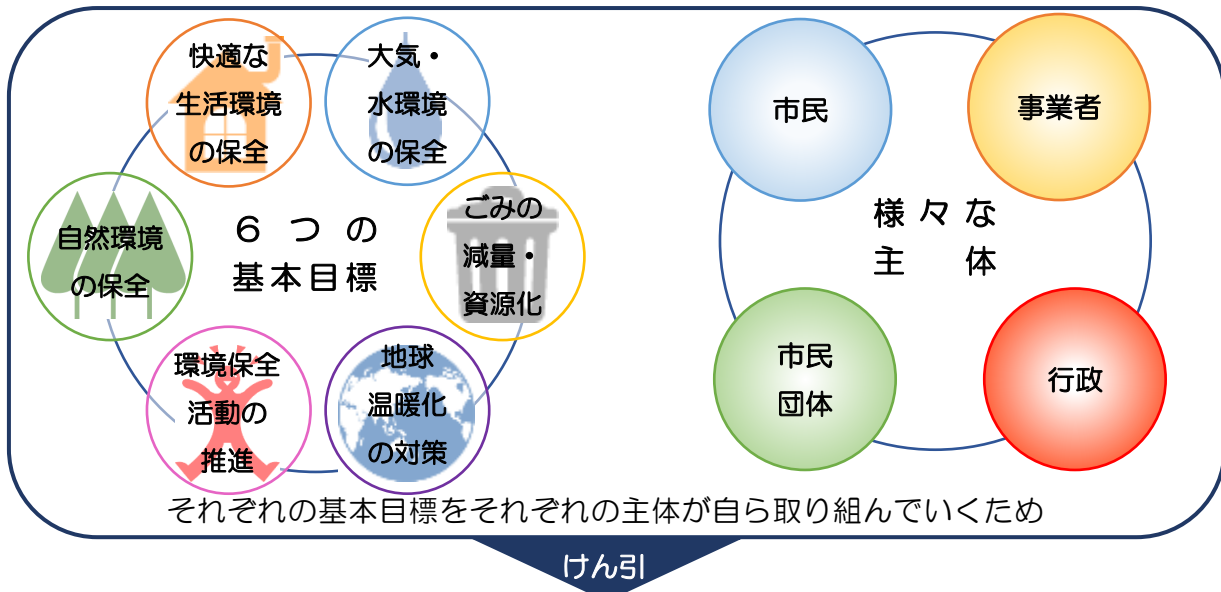 快適な
生活環境
の保全
大気・
水環境
の保全
自然環境
の保全
６つの
基本目標
ごみの
減量・
資源化
環境保全
活動の
推進
地球
温暖化
の対策
市民
事業者
様々な
主体
市民
団体
行政
それぞれの基本目標をそれぞれの主体が自ら取り組んでいくため
けん引